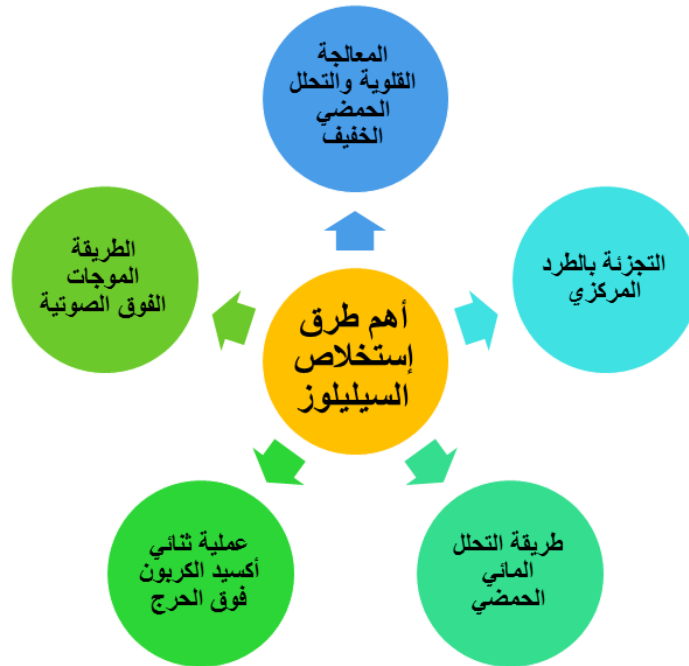 المعالجة
القلوية والتحلل
الحمضي
الخفيف
التجزئة بالطرد
المركزي
طريقة التحلل
المائي
الحمضي
عملية ثنائي
أكسيد الكربون
فوق الحرج
الطريقة
الموجات
الفوق الصوتية
أهم طرق
إستخلاص
السيليلوز